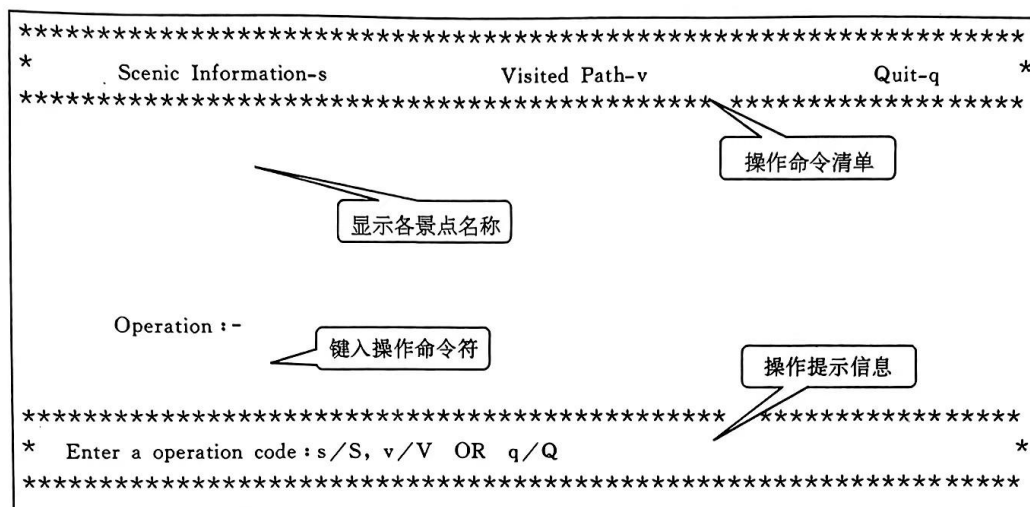 *****************************************************************
* Scenic Information-s Visited Path-v Quit-q *
********************************************* *******************
操作命令清单
显示各景点名称
Operation:-
键入操作命令符
操作提示信息
********************************************** *****************
* Enter a operation code:s/S, v/V OR q/Q *
*****************************************************************